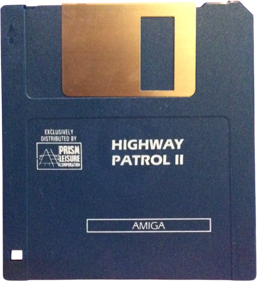 EXCLUSIVELY
DISTRIBUTED BY
PRISM
LEISURE
CORPORATION
HIGHWAY
PATROL II
AMIGA